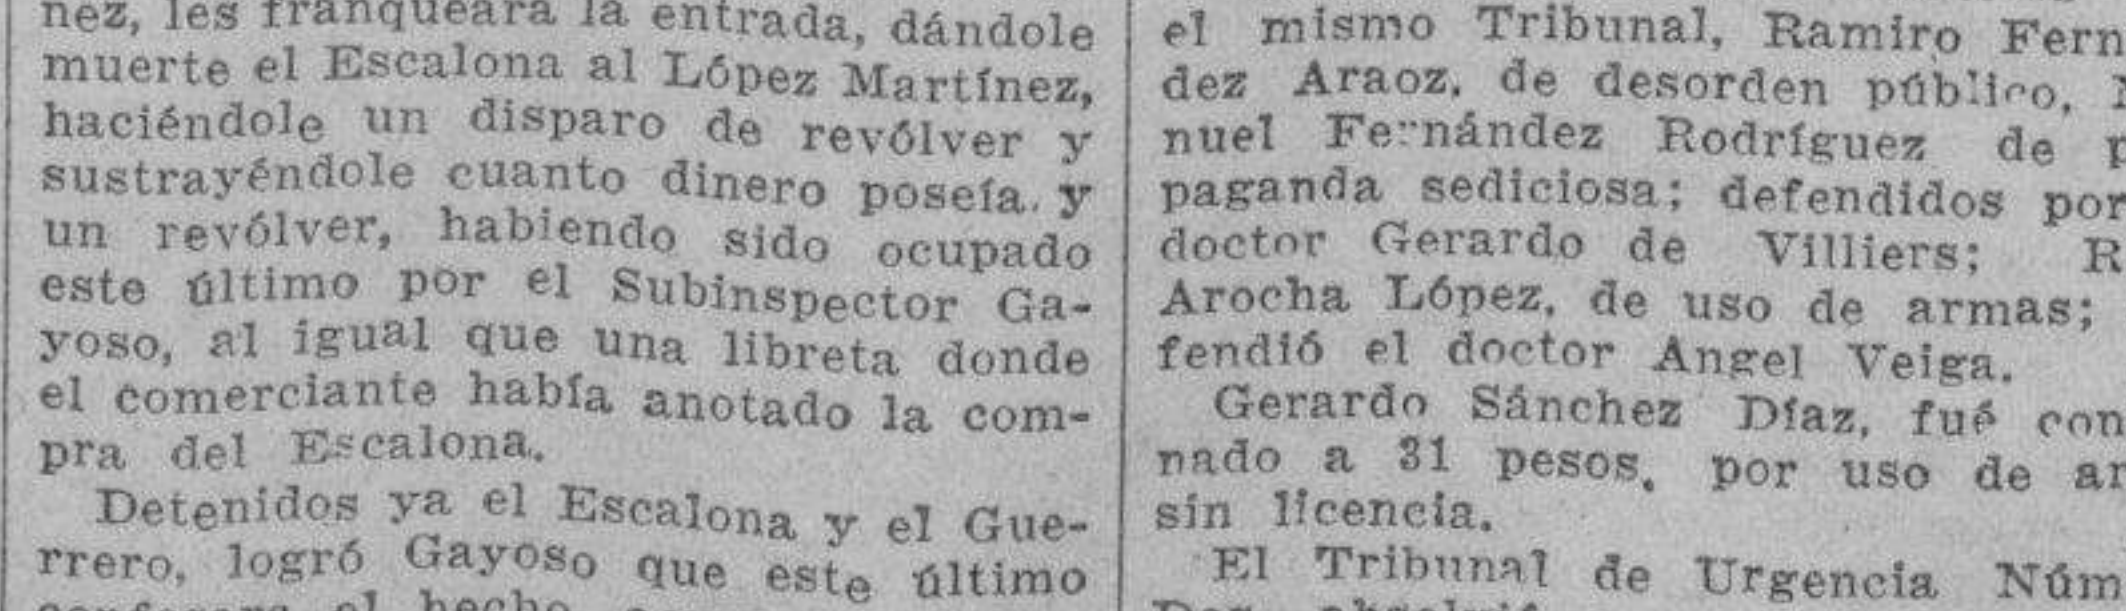 nez, les franqueara la entrada, dándole
muerte el Escalona al López Martínez,
haciéndole un disparo de revólver y
sustrayéndole cuanto dinero poseía. y
un revólver, habiendo sido ocupado
este último por el Subinspector Ga-
yoso, al igual que una libreta donde
el comerciante había anotado la com-
pra del Escalona.
Detenidos ya el Escalona y el Gue-
rrero, logró Gayoso que este último
el hecho
el mismo Tribunal, Ramiro Fern
dez Araoz, de desorden público,
nuel Fernández Rodríguez de p
paganda sediciosa; defendidos por
doctor Gerardo de Villiers; R
Arocha López, de uso de armas;
fendió el doctor Angel Veiga.
Gerardo Sánchez Díaz, fué con
nado a 31 pesos, por uso de ar
sin licencia.
El Tribunal de Urgencia Núm